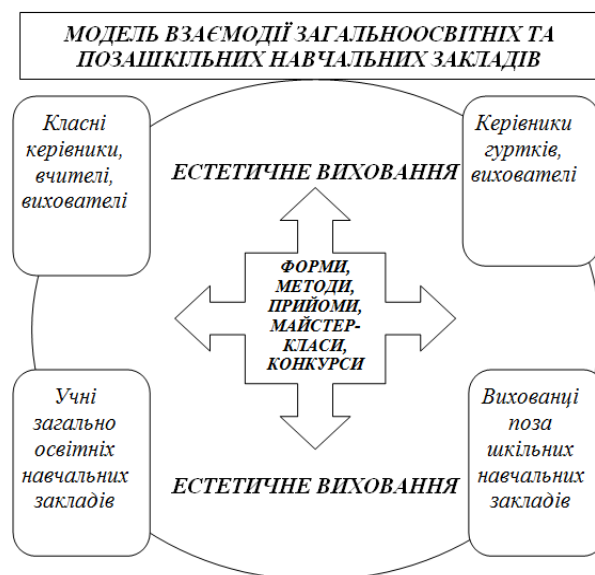 МОДЕЛЬ ВЗАЄМОДІЇ ЗАГАЛЬНООСВІТНІХ ТА
ПОЗАШКІЛЬНИХ НАВЧАЛЬНИХ ЗАКЛАДІВ
Класні
керівники,
вчителі,
вихователі
Керівники
гуртків,
вихователі
ЕСТЕТИЧНЕ ВИХОВАННЯ
ФОРМИ,
МЕТОДИ,
ПРИЙОМИ,
МАЙСТЕР-
КЛАСИ,
КОНКУРСИ
Учні
загально
освітніх
навчальних
закладів
Вихованці
поза
шкільних
навчальних
закладів
ЕСТЕТИЧНЕ ВИХОВАННЯ